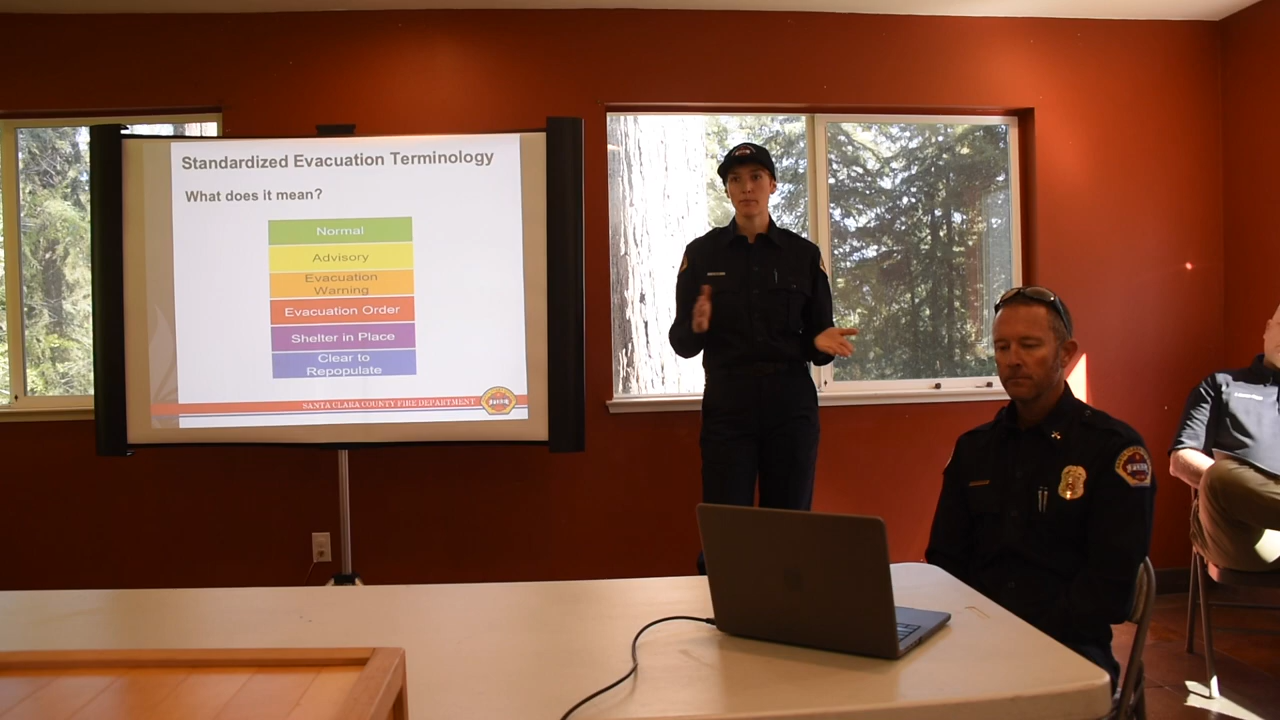 Standardized Evacuation Terminology
What does it mean?
Normal
Advisory
Evacuation
Warning
Evacuation Order
Shelter in Place
Clear to
Repopulate
SANTA CLARA COUNTY FIRE DEPARTMENT